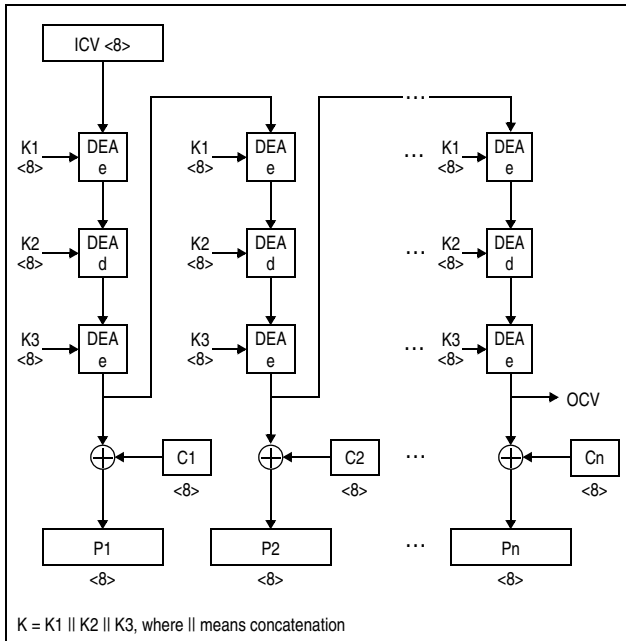 ICV <8>
...
K1 DEA K1 DEA ... K1 DEA
<8> e <8> e <8> e
K2 DEA K2 DEA ... K2 DEA
<8> d <8> d <8> d
K3 DEA K3 DEA ... K3 DEA
<8> e <8> e <8> e
OCV
C1 C2 ... Cn
<8> <8> <8>
P1 P2 ... Pn
<8> <8> <8>
K = K1 || K2 || K3, where || means concatenation